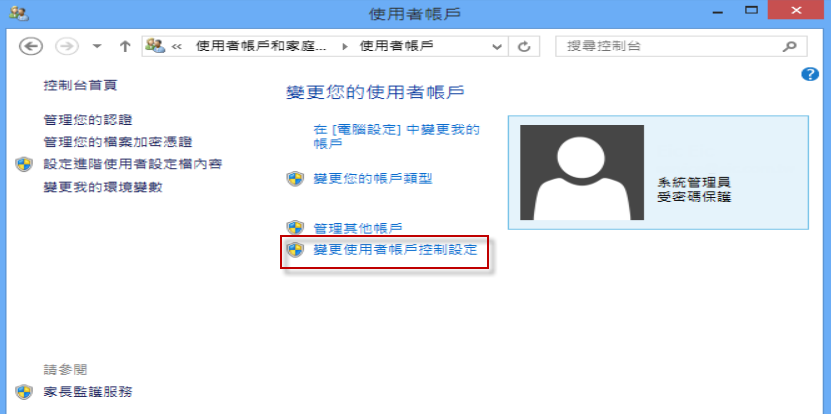 使用者帳戶
« 使用者帳戶和家庭... ▸ 使用者帳戶
搜尋控制台
控制台首頁
管理您的認證
管理您的檔案加密憑證
設定進階使用者設定檔內容
變更我的環境變數
變更您的使用者帳戶
在 [電腦設定] 中變更我的
帳戶
變更您的帳戶類型
管理其他帳戶
變更使用者帳戶控制設定
系統管理員
受密碼保護
請參閱
家長監護服務